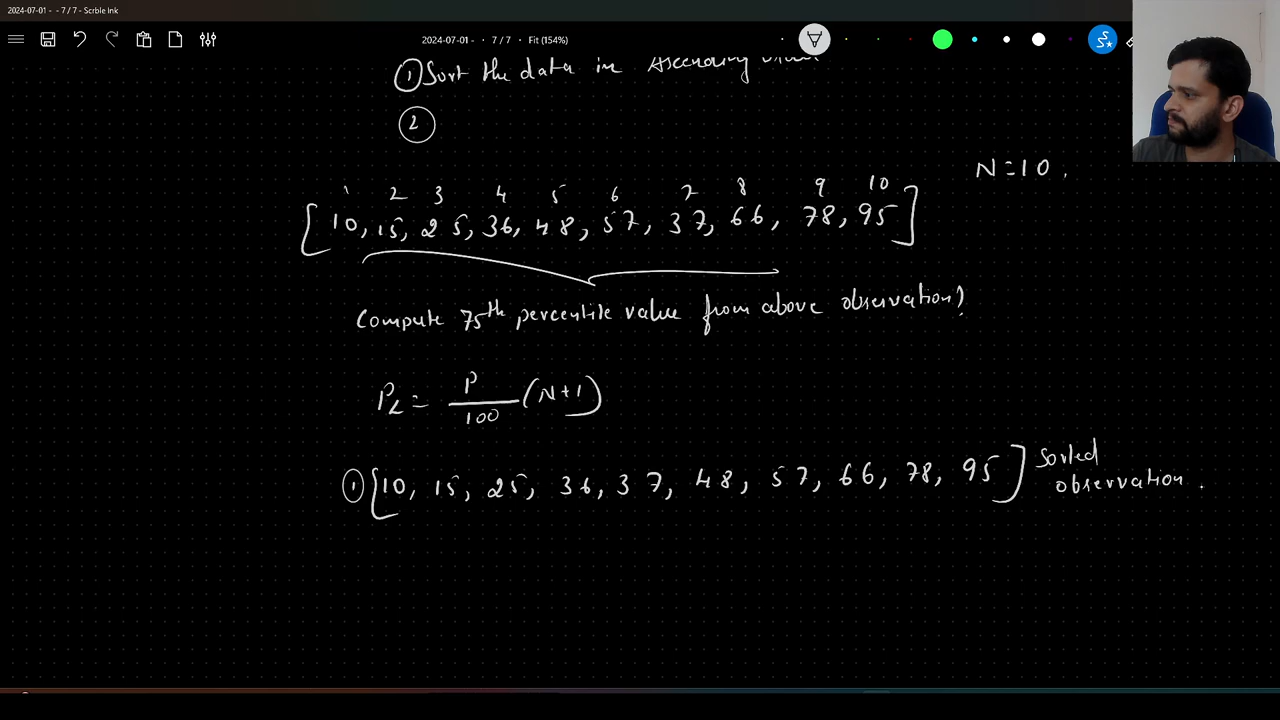 2024-07-01 - - 7 / 7 - Scrble Ink
2024-07-01 - • 7 / 7 • Fit (154%)
① Sort the data in Ascending
②
N=10.
1 2 3 4 5 6 7 8 9 10
[10, 15, 25, 36, 48, 57, 37, 66, 78, 95]
Compute 75th percentile value from above observation?
PL = P/100 (N+1)
① [10, 15, 25, 36, 37, 48, 57, 66, 78, 95] Sorted
observation.